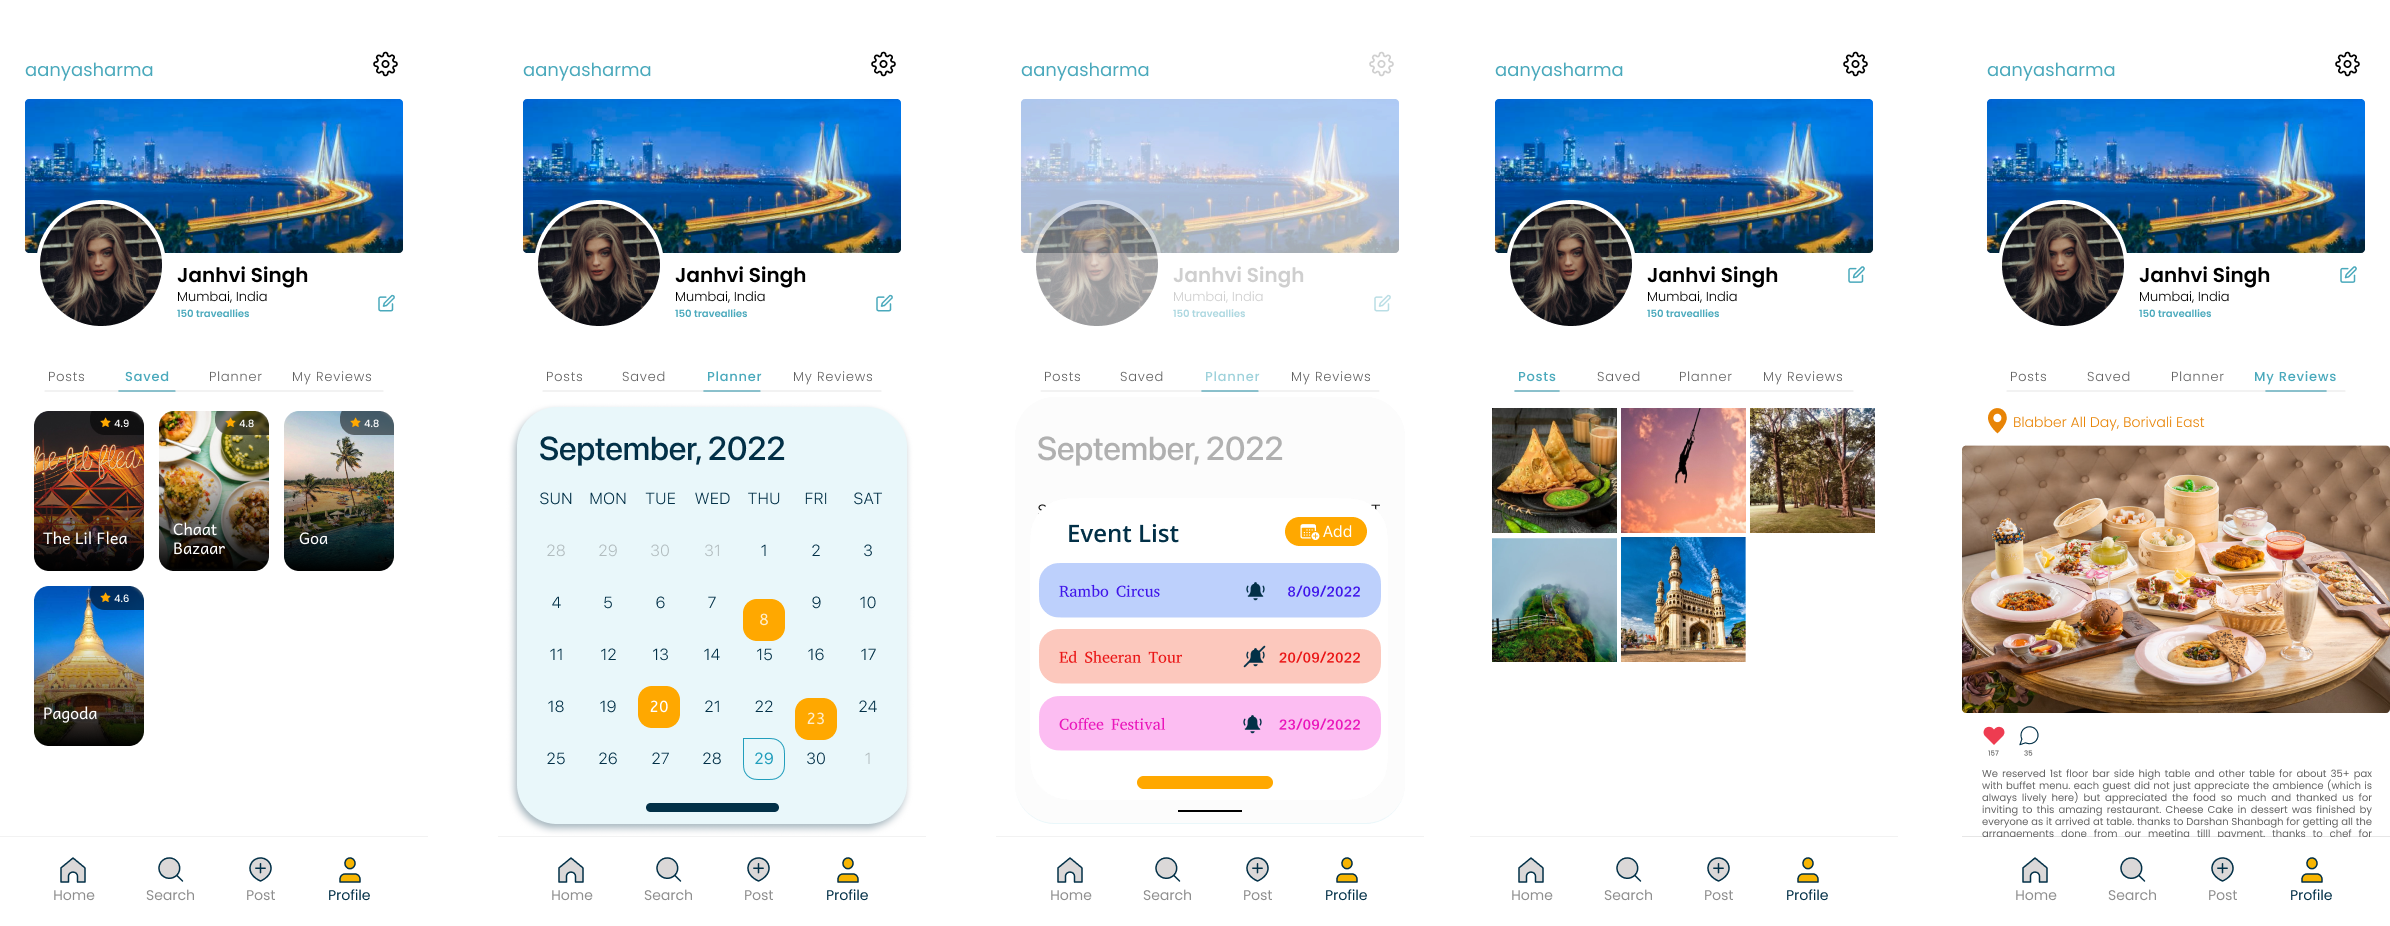 aanyasharma
Janhvi Singh
Mumbai, India
150 traveallies
Posts Saved Planner My Reviews
4.9
The Lil Flea
4.8
Chaat
Bazaar
4.8
Goa
4.6
Pagoda
Home Search Post Profile
aanyasharma
Janhvi Singh
Mumbai, India
150 traveallies
Posts Saved Planner My Reviews
September, 2022
SUN MON TUE WED THU FRI SAT
28 29 30 31 1 2 3
4 5 6 7 8 9 10
11 12 13 14 15 16 17
18 19 20 21 22 23 24
25 26 27 28 29 30 1
Home Search Post Profile
aanyasharma
Janhvi Singh
Mumbai, India
150 traveallies
Posts Saved Planner My Reviews
September, 2022
Event List
Add
Rambo Circus 8/09/2022
Ed Sheeran Tour 20/09/2022
Coffee Festival 23/09/2022
Home Search Post Profile
aanyasharma
Janhvi Singh
Mumbai, India
150 traveallies
Posts Saved Planner My Reviews
Home Search Post Profile
aanyasharma
Janhvi Singh
Mumbai, India
150 traveallies
Posts Saved Planner My Reviews
Blabber All Day, Borivali East
167 35
We reserved 1st floor bar side high table and other table for about 35+ pax
with buffet menu. each guest did not just appreciate the ambience (which is
always lively here) but appreciated the food so much and thanked us for
inviting to this amazing restaurant. Cheese Cake in dessert was finished by
everyone as it arrived at table. thanks to Darshan Shanbagh for getting all the
arrangements done from our meeting tilll payment. thanks to chef for
Home Search Post Profile